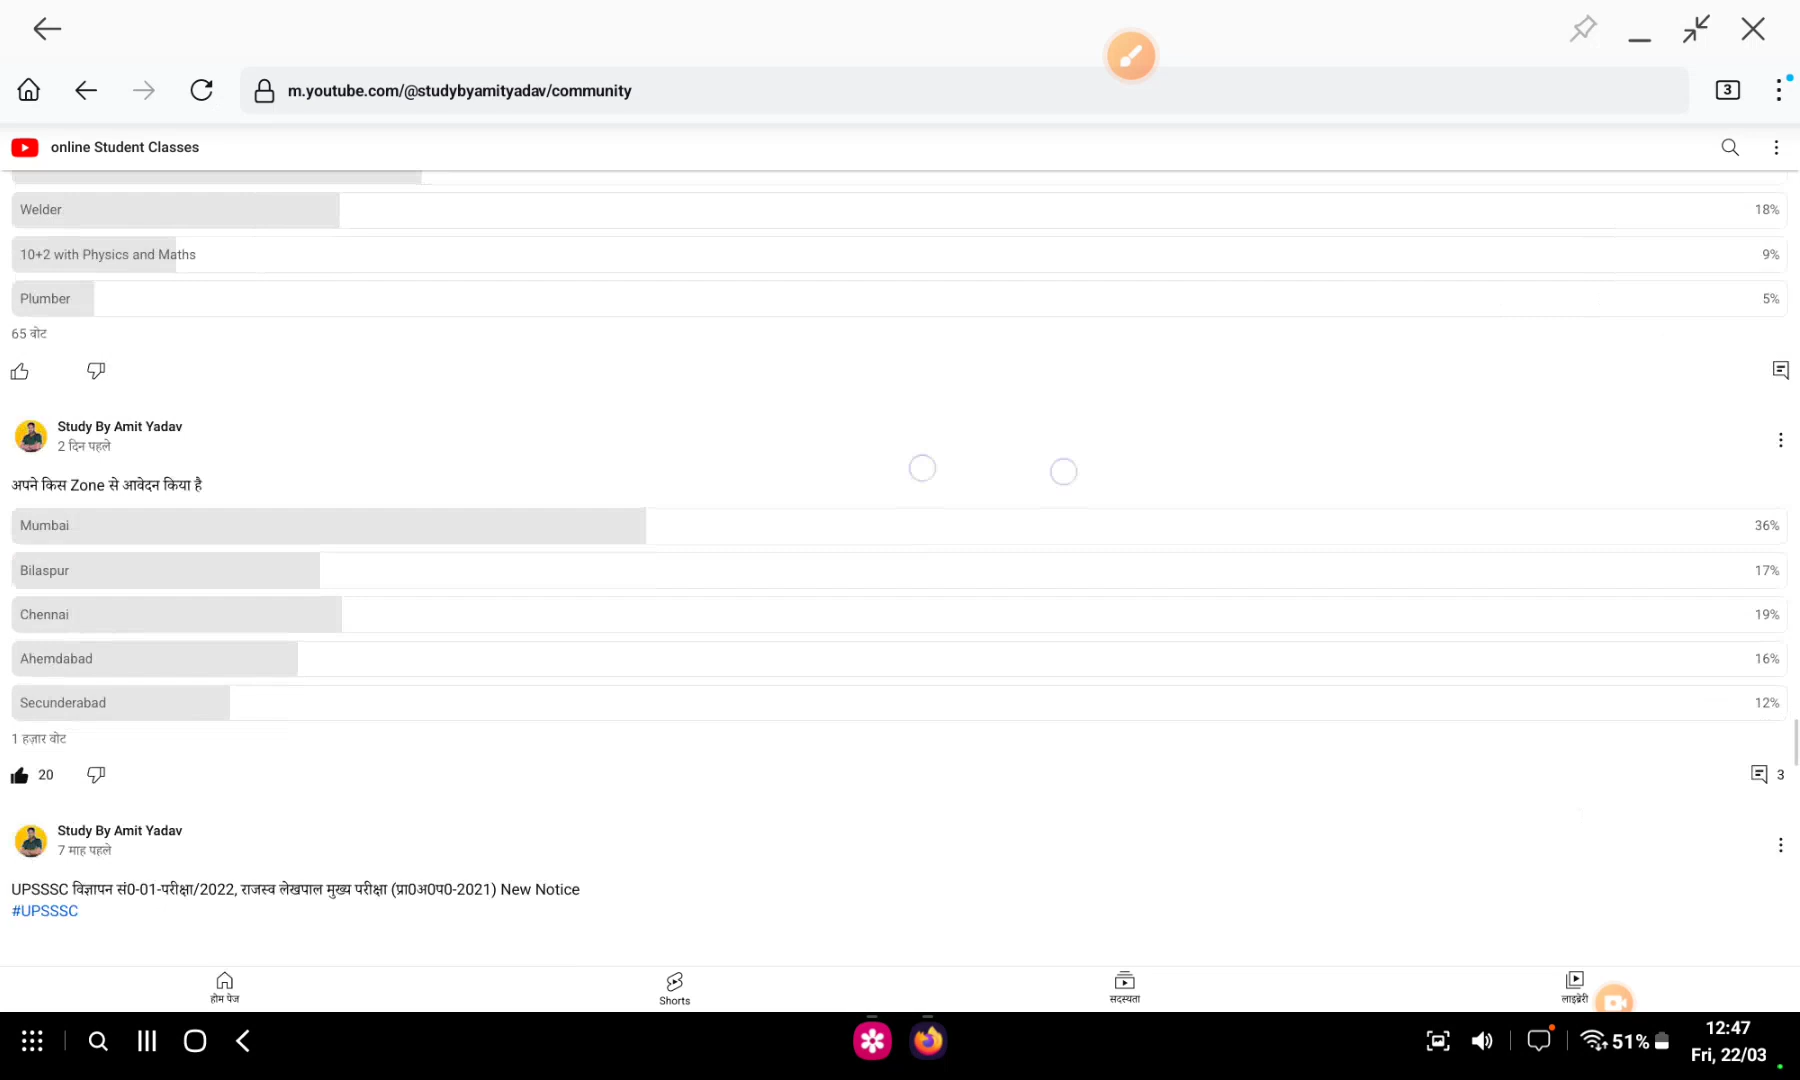 m.youtube.com/@studybyamityadav/community
3
online Student Classes
Welder 18%
10+2 with Physics and Maths 9%
Plumber 5%
65 वोट
Study By Amit Yadav
2 दिन पहले
अपने किस Zone से आवेदन किया है
Mumbai 36%
Bilaspur 17%
Chennai 19%
Ahemdabad 16%
Secunderabad 12%
1 हज़ार वोट
20 3
Study By Amit Yadav
7 माह पहले
UPSSSC विज्ञापन सं0-01-परीक्षा/2022, राजस्व लेखपाल मुख्य परीक्षा (प्रा0अ0प0-2021) New Notice
#UPSSSC
होम पेज Shorts सदस्यता लाइब्रेरी
51% 12:47
Fri, 22/03